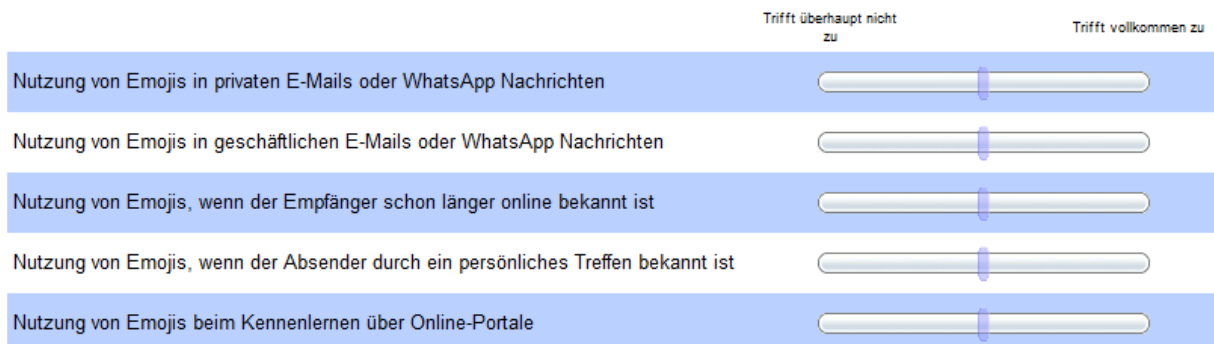 Trifft überhaupt nicht
zu
Trifft vollkommen zu
Nutzung von Emojis in privaten E-Mails oder WhatsApp Nachrichten
Nutzung von Emojis in geschäftlichen E-Mails oder WhatsApp Nachrichten
Nutzung von Emojis, wenn der Empfänger schon länger online bekannt ist
Nutzung von Emojis, wenn der Absender durch ein persönliches Treffen bekannt ist
Nutzung von Emojis beim Kennenlernen über Online-Portale